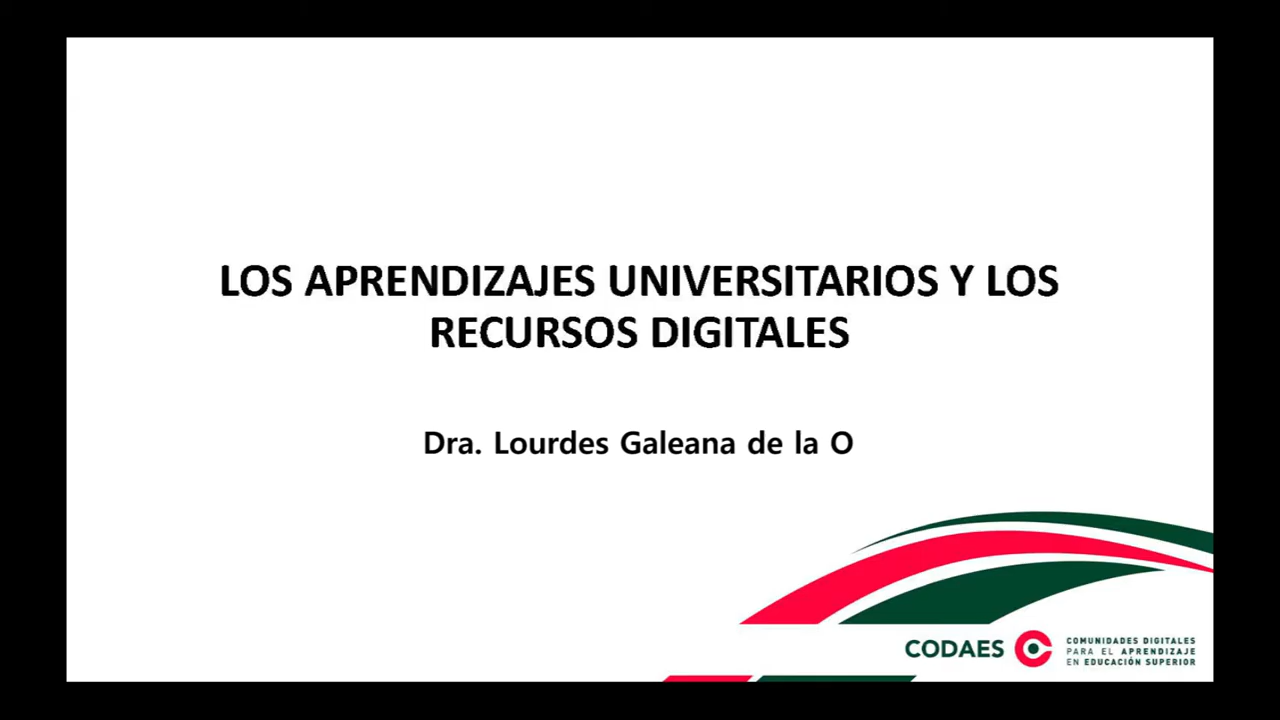 LOS APRENDIZAJES UNIVERSITARIOS Y LOS
RECURSOS DIGITALES
Dra. Lourdes Galeana de la O
CODAES
COMUNIDADES DIGITALES
PARA EL APRENDIZAJE
EN EDUCACIÓN SUPERIOR